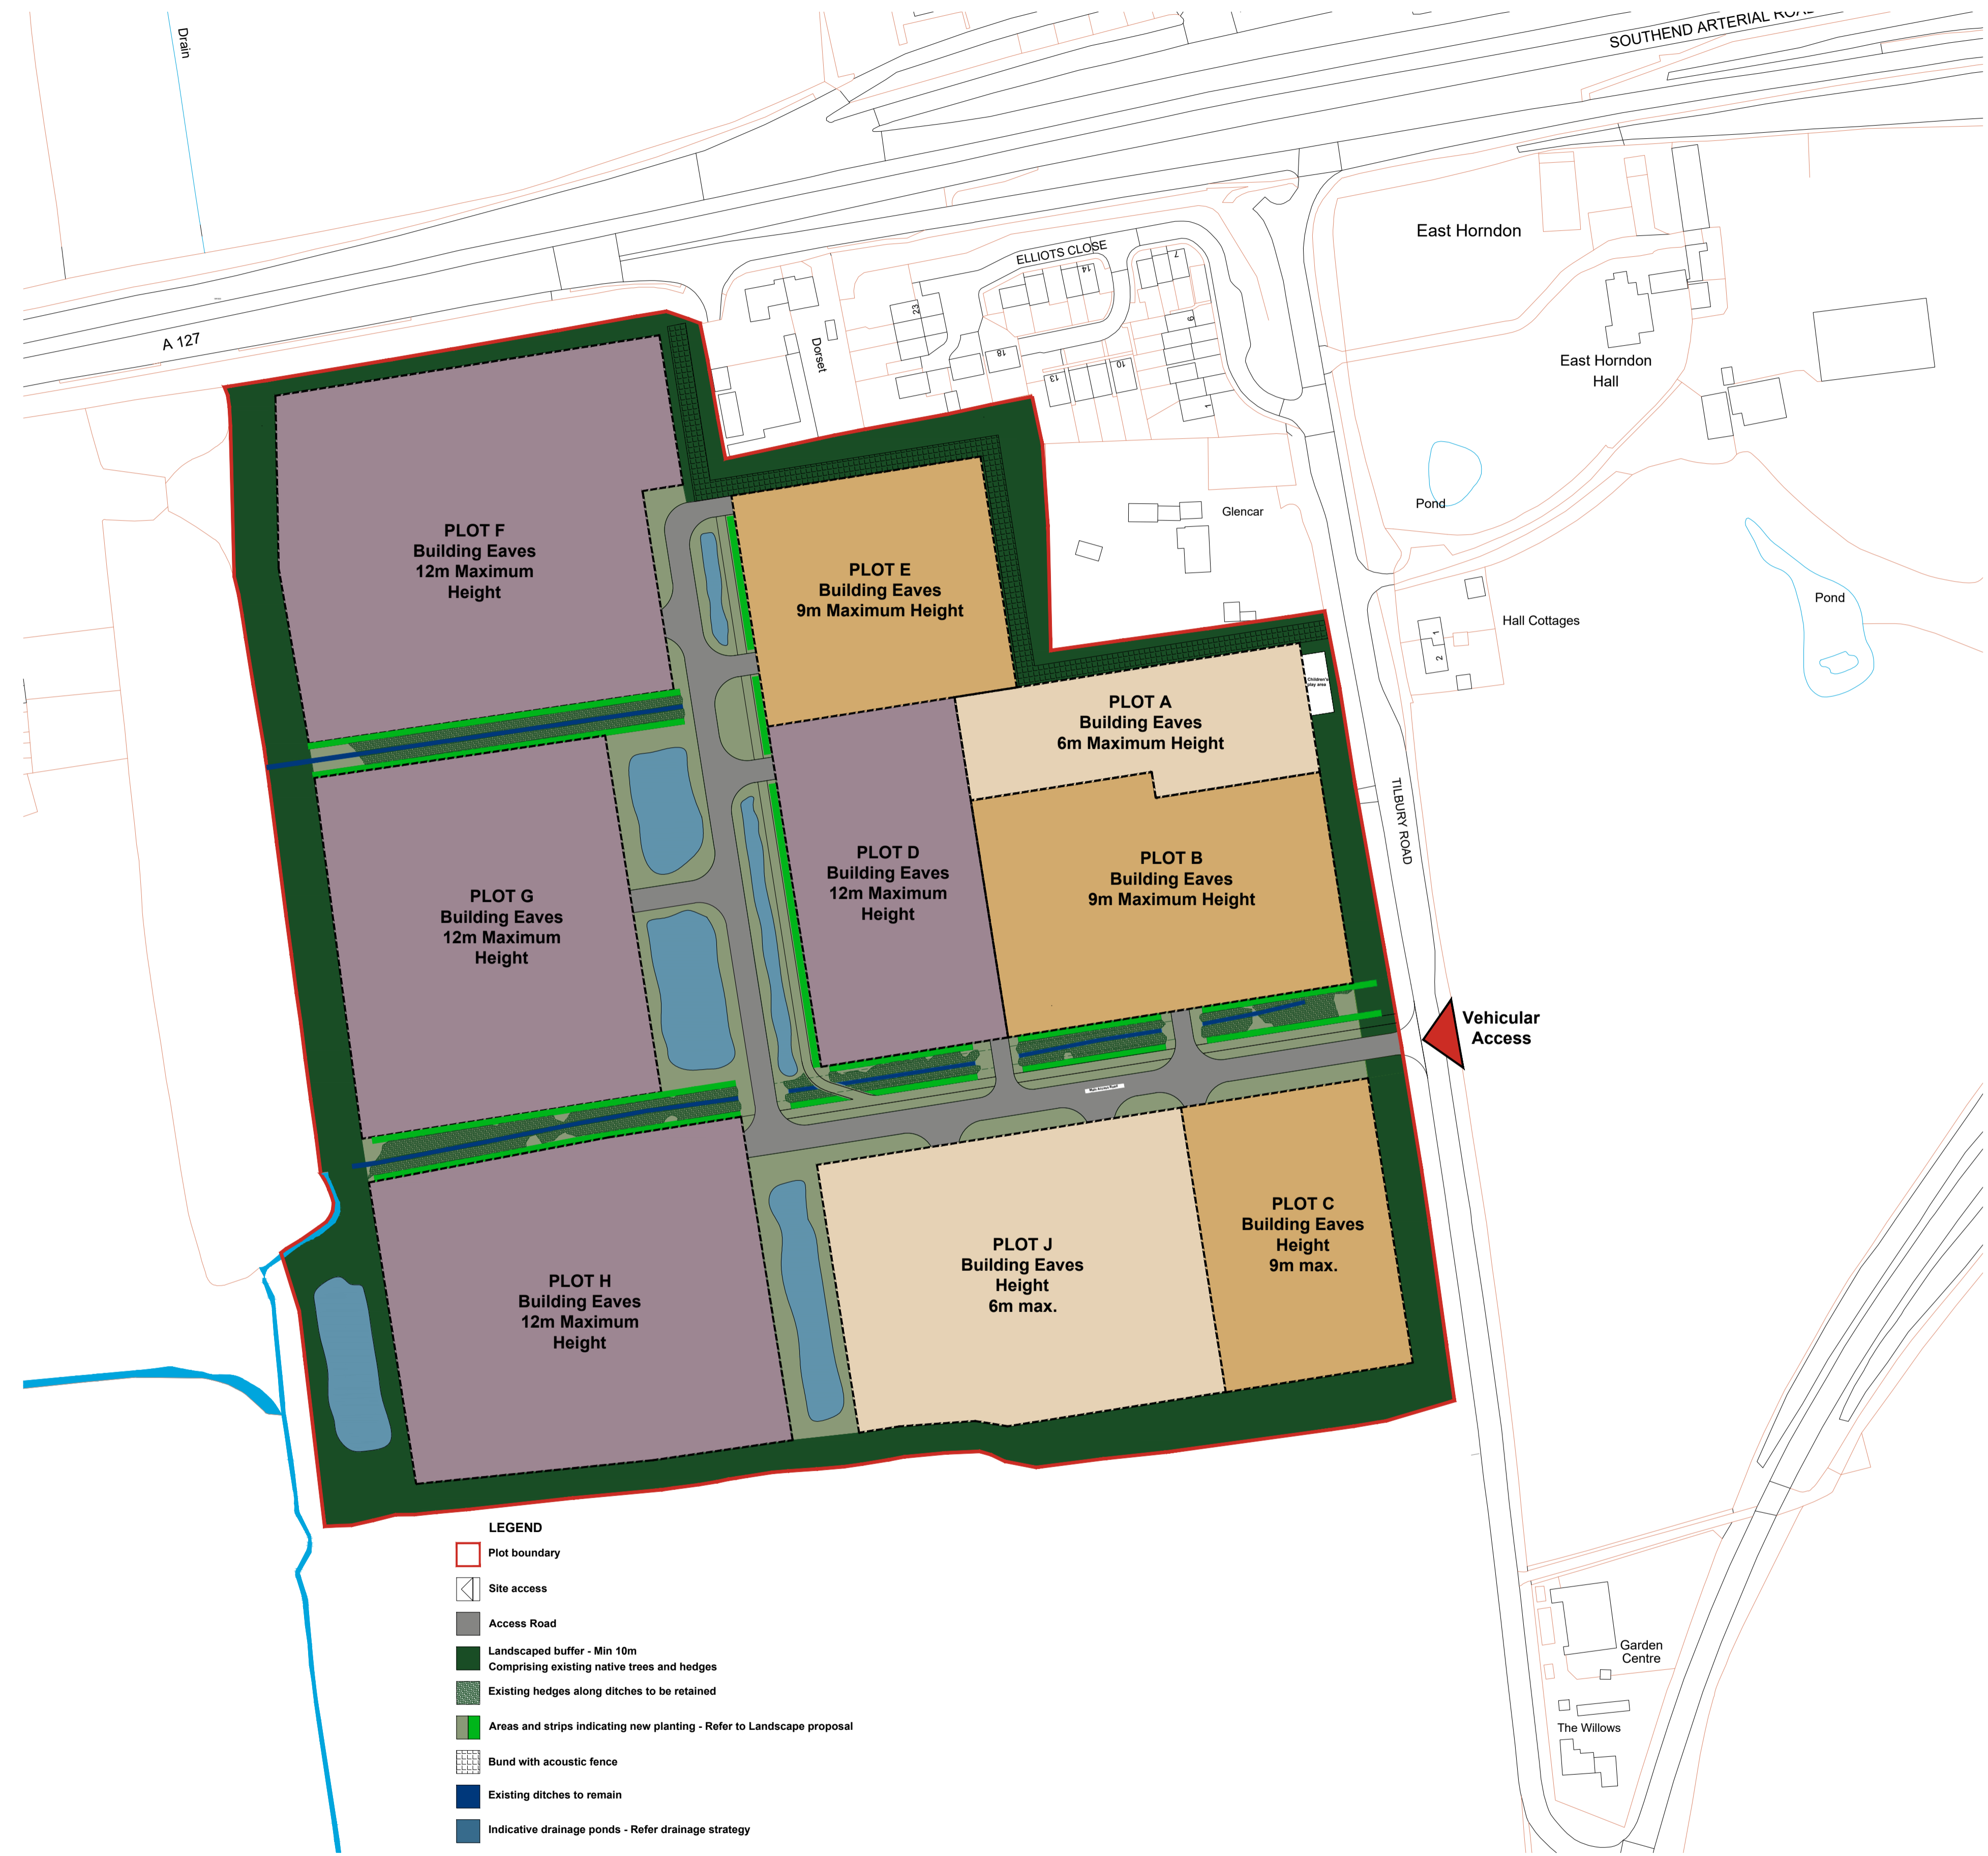 Drain
SOUTHEND ARTERIAL ROAD
A 127
ELLIOTS CLOSE
14
7
23
18
13
10
6
1
Dorset
East Horndon
East Horndon
Hall
Pond
Glencar
Pond
Hall Cottages
1
2
TILBURY ROAD
PLOT F
Building Eaves
12m Maximum
Height
PLOT E
Building Eaves
9m Maximum Height
PLOT A
Building Eaves
6m Maximum Height
Children's
play area
PLOT D
Building Eaves
12m Maximum
Height
PLOT B
Building Eaves
9m Maximum Height
PLOT G
Building Eaves
12m Maximum
Height
Vehicular
Access
PLOT H
Building Eaves
12m Maximum
Height
PLOT J
Building Eaves
Height
6m max.
PLOT C
Building Eaves
Height
9m max.
Garden
Centre
The Willows
LEGEND
Plot boundary
Site access
Access Road
Landscaped buffer - Min 10m
Comprising existing native trees and hedges
Existing hedges along ditches to be retained
Areas and strips indicating new planting - Refer to Landscape proposal
Bund with acoustic fence
Existing ditches to remain
Indicative drainage ponds - Refer drainage strategy